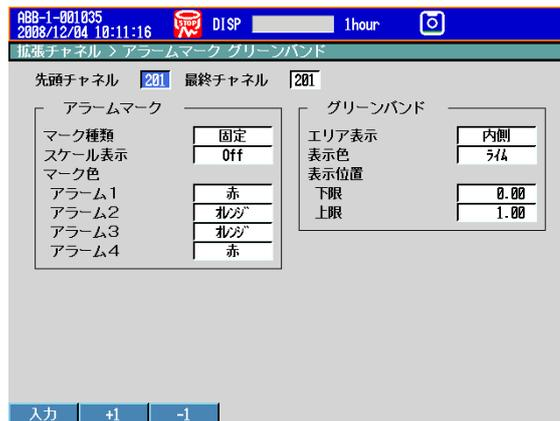 ABB-1-001035
2008/12/04 10:11:16
STOP
DISP
1hour
拡張チャネル > アラームマーク グリーンバンド
先頭チャネル 201 最終チャネル 201
アラームマーク
マーク種類 固定
スケール表示 Off
マーク色
アラーム1 赤
アラーム2 ｵﾚﾝｼﾞ
アラーム3 ｵﾚﾝｼﾞ
アラーム4 赤
グリーンバンド
エリア表示 内側
表示色 ﾗｲﾑ
表示位置
下限 0.00
上限 1.00
入力 +1 -1